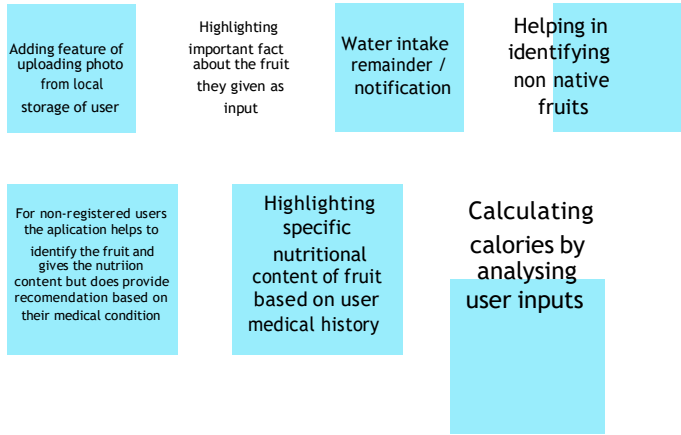 Adding feature of
uploading photo
from local
storage of user
Highlighting
important fact
about the fruit
they given as
input
Water intake
remainder /
notification
Helping in
identifying
non native
fruits
For non-registered users
the aplication helps to
identify the fruit and
gives the nutriion
content but does provide
recomendation based on
their medical condition
Highlighting
specific
nutritional
content of fruit
based on user
medical history
Calculating
calories by
analysing
user inputs